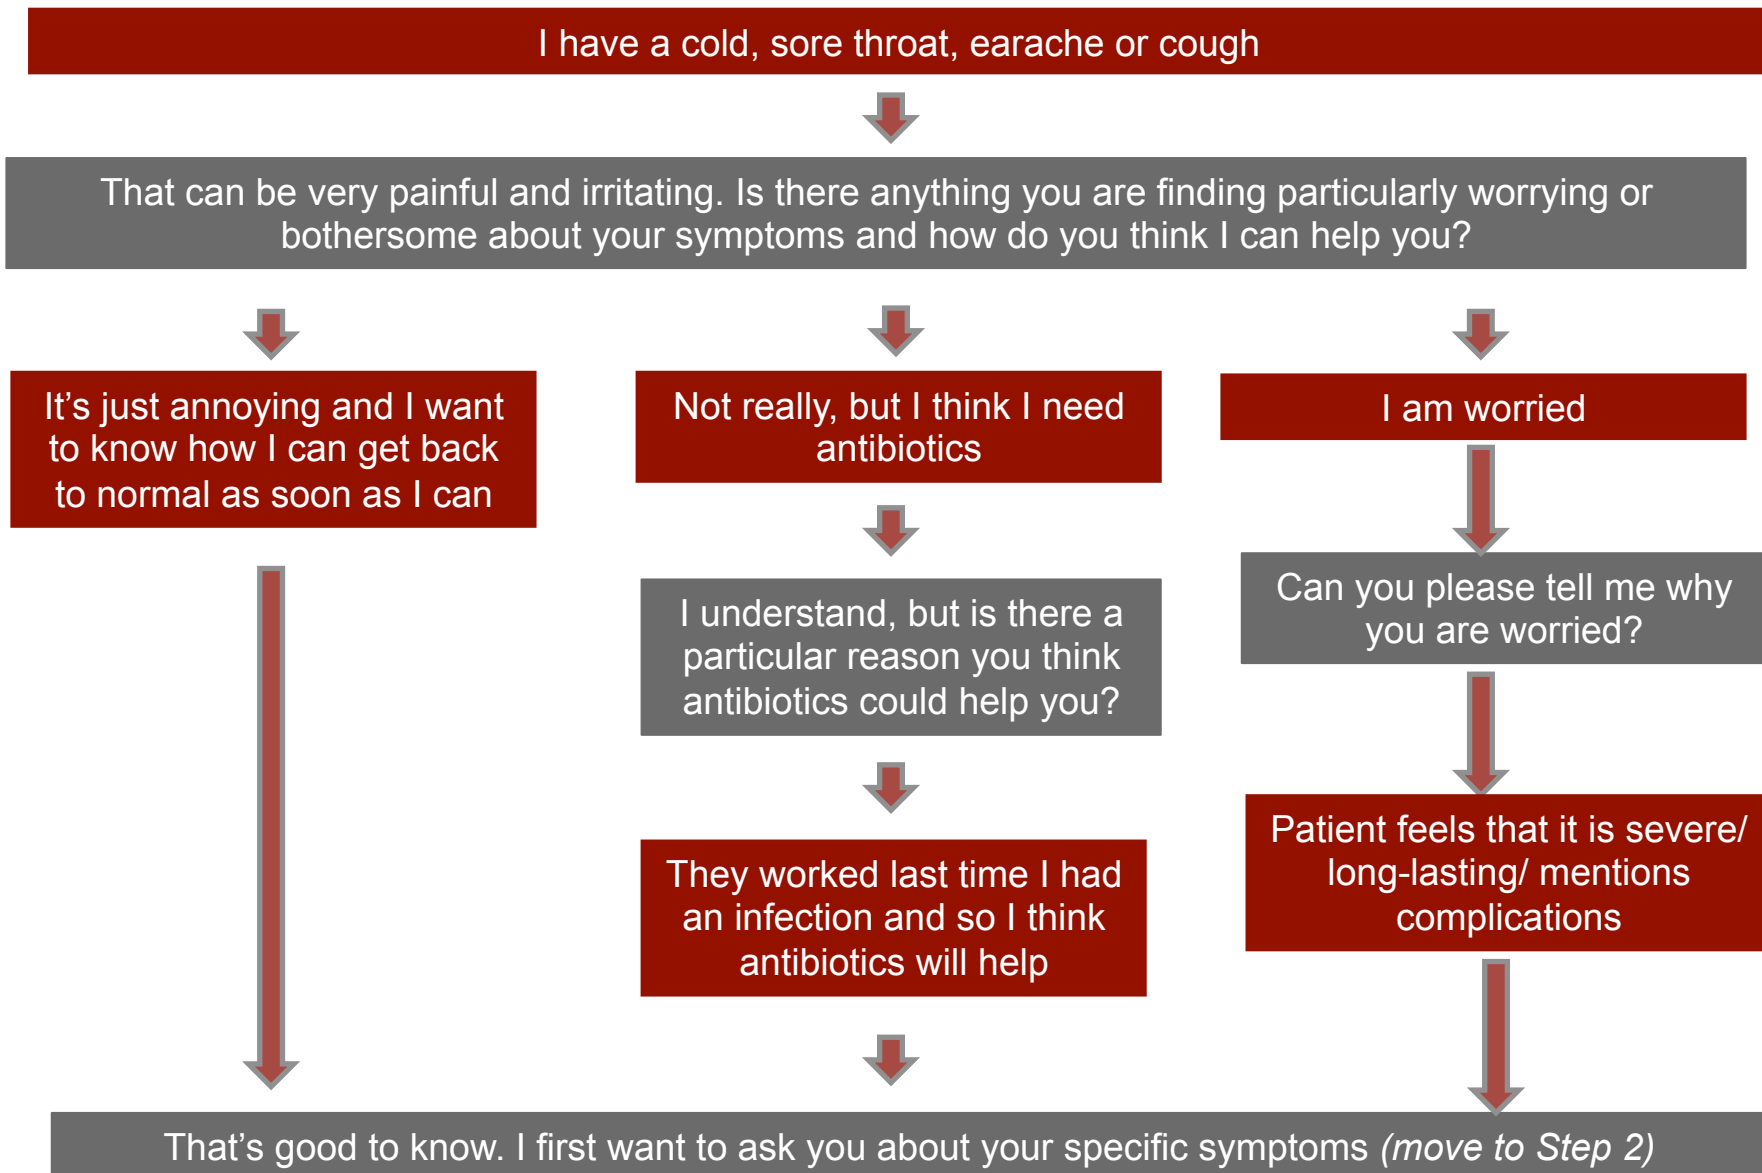 I have a cold, sore throat, earache or cough
That can be very painful and irritating. Is there anything you are finding particularly worrying or
bothersome about your symptoms and how do you think I can help you?
It’s just annoying and I want
to know how I can get back
to normal as soon as I can
Not really, but I think I need
antibiotics
I am worried
I understand, but is there a
particular reason you think
antibiotics could help you?
Can you please tell me why
you are worried?
They worked last time I had
an infection and so I think
antibiotics will help
Patient feels that it is severe/
long-lasting/ mentions
complications
That’s good to know. I first want to ask you about your specific symptoms (move to Step 2)